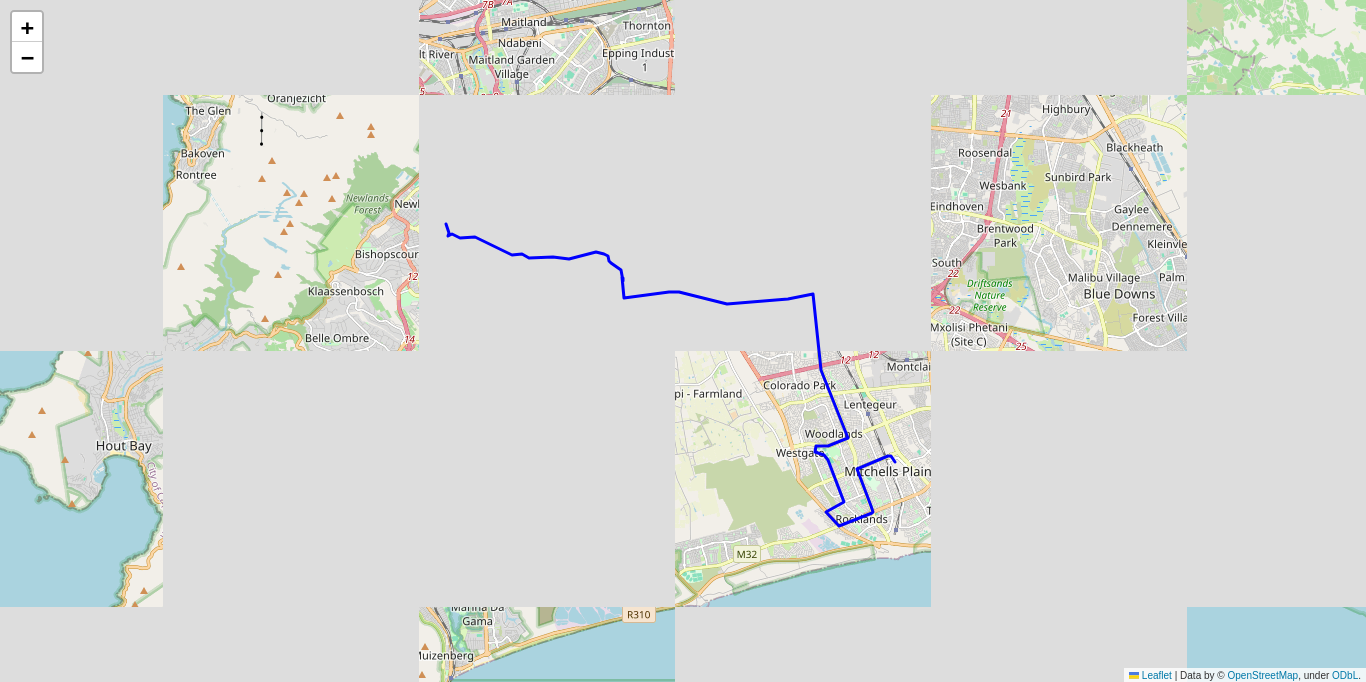 +
−
7B
7A
Maitland
Thornton
Ndabeni
lt River
Maitland Garden
Village
Epping Indust
1
5
Oranjezicht
The Glen
Bakoven
Rontree
Newlands
Forest
Newl
Bishopscour
12
Klaassenbosch
Belle Ombre
14
Highbury
21
Roosendal
Blackheath
Wesbank
Sunbird Park
Eindhoven
Gaylee
Brentwood
Park
Dennemere
Kleinvle
South
22
Driftsands
- Nature
Reserve
Malibu Village
Palm
Blue Downs
22
Mxolisi Phetani
(Site C)
25
Forest Villa
12
12
Montclai
Colorado Park
pi - Farmland
Lentegeur
Woodlands
Westgate
Mitchells Plain
Rocklands
T
M32
Hout Bay
City of C
Marina Da
Gama
R310
Muizenberg
Leaflet | Data by © OpenStreetMap, under ODbL.